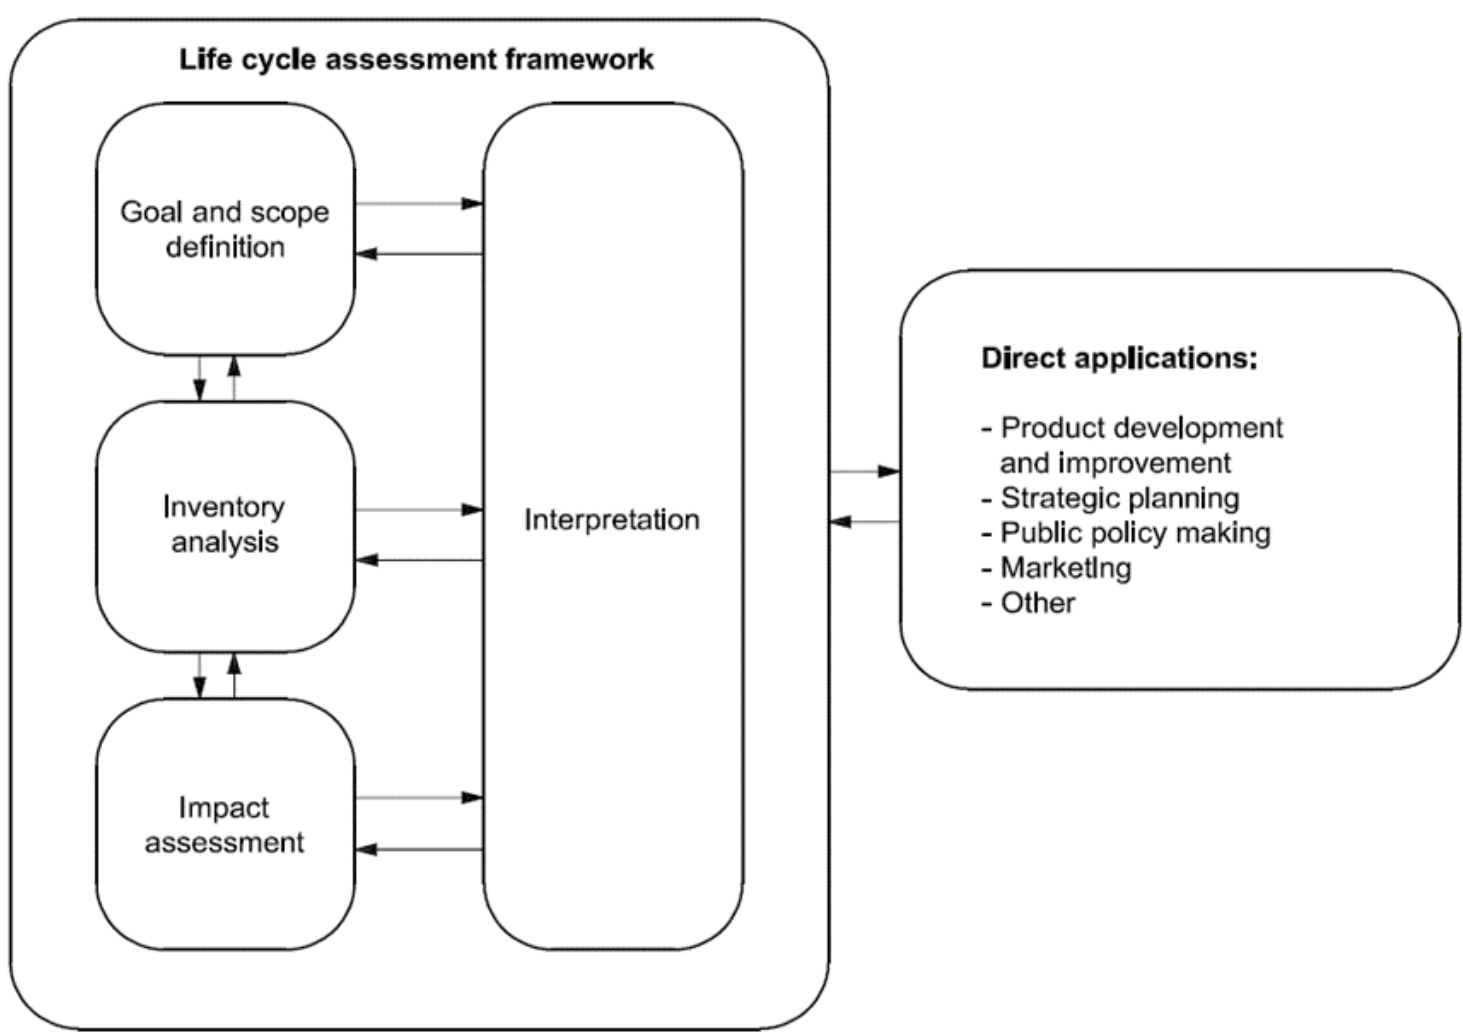 Life cycle assessment framework
Goal and scope
definition
Inventory
analysis
Impact
assessment
Interpretation
Direct applications:
- Product development
and improvement
- Strategic planning
- Public policy making
- Marketing
- Other